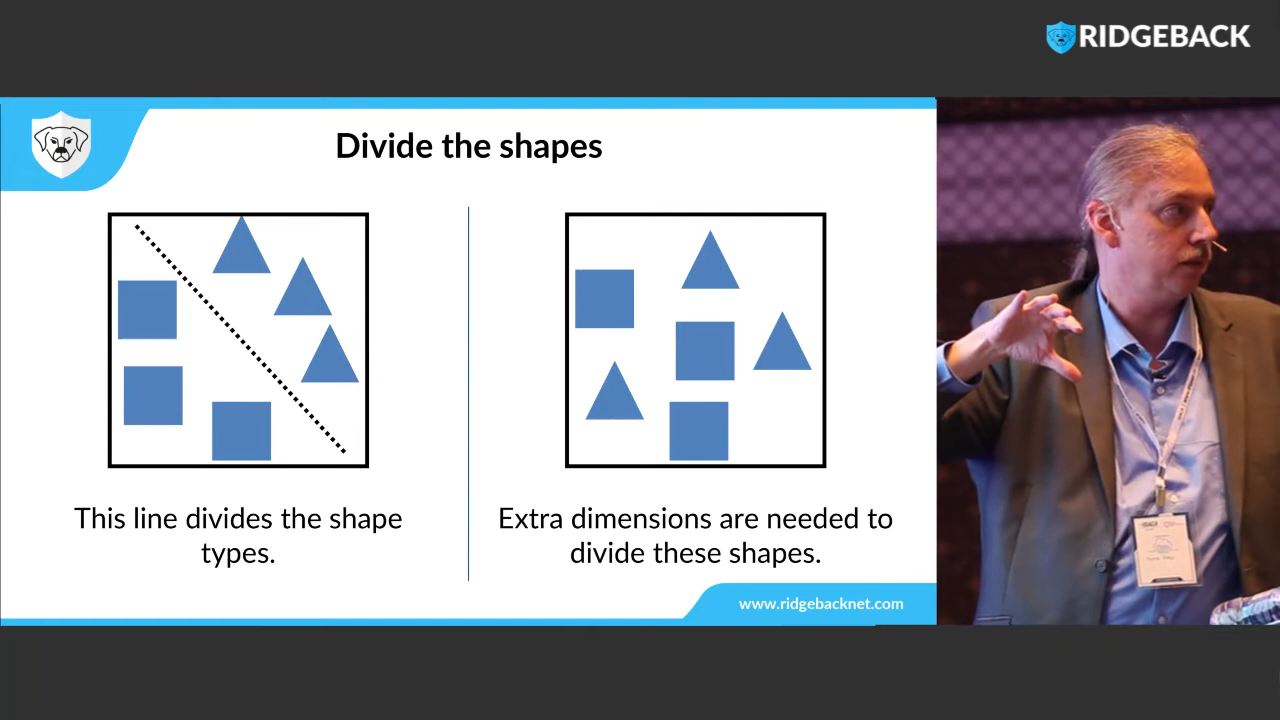 RIDGEBACK
Divide the shapes
This line divides the shape
types.
Extra dimensions are needed to
divide these shapes.
www.ridgebacknet.com